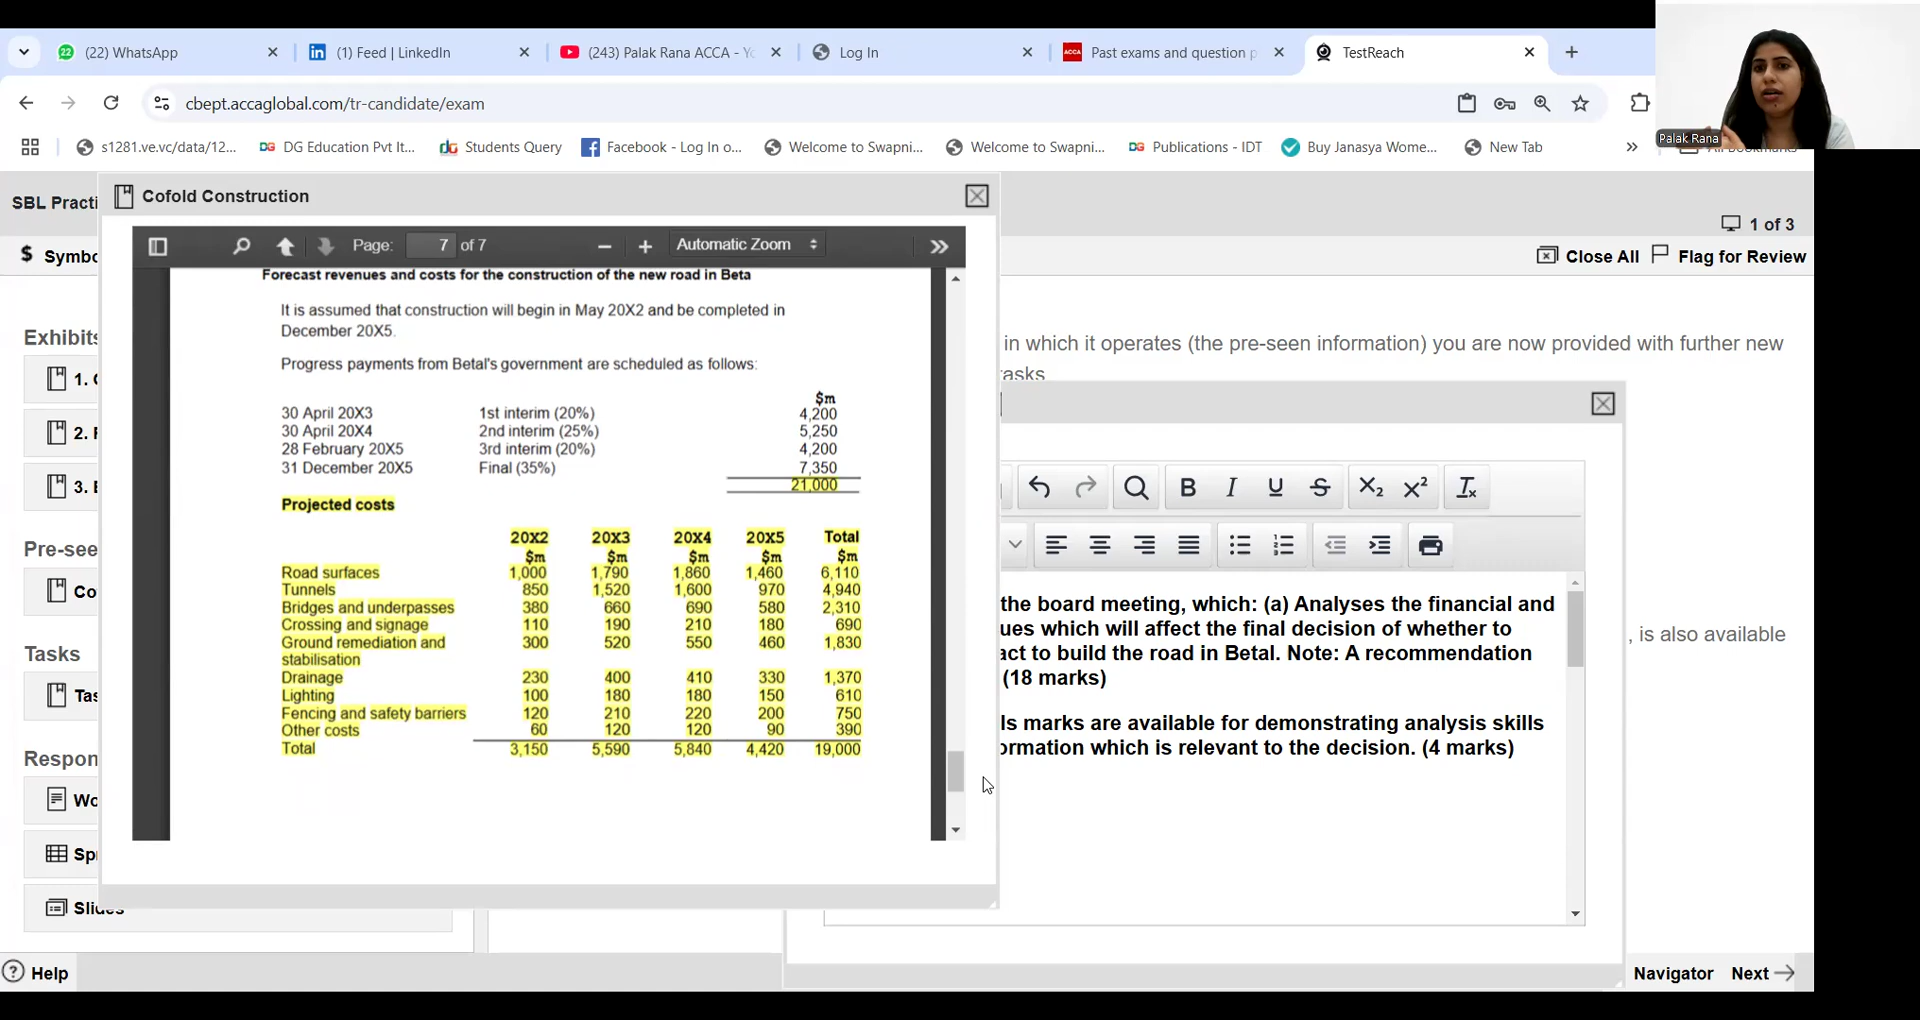 (22) WhatsApp
(1) Feed | LinkedIn
(243) Palak Rana ACCA - Yo
Log In
Past exams and question p
TestReach
cbept.accaglobal.com/tr-candidate/exam
s1281.ve.vc/data/12...
DG Education Pvt It...
Students Query
Facebook - Log In o...
Welcome to Swapni...
Welcome to Swapni...
Publications - IDT
Buy Janasya Wome...
New Tab
All Bookmarks
Palak Rana
SBL Practi
Cofold Construction
1 of 3
Symbo
Close All
Flag for Review
Page: 7 of 7
Automatic Zoom
Exhibits
1. C
2. F
3. E
Pre-see
Co
Tasks
Tas
Respon
Wo
Spr
Slides
Forecast revenues and costs for the construction of the new road in Beta
It is assumed that construction will begin in May 20X2 and be completed in
December 20X5.
Progress payments from Betal's government are scheduled as follows:
$m
30 April 20X3 1st interim (20%) 4,200
30 April 20X4 2nd interim (25%) 5,250
28 February 20X5 3rd interim (20%) 4,200
31 December 20X5 Final (35%) 7,350
21,000
Projected costs
20X2 20X3 20X4 20X5 Total
$m $m $m $m $m
Road surfaces 1,000 1,790 1,860 1,460 6,110
Tunnels 850 1,520 1,600 970 4,940
Bridges and underpasses 380 660 690 580 2,310
Crossing and signage 110 190 210 180 690
Ground remediation and 300 520 550 460 1,830
stabilisation
Drainage 230 400 410 330 1,370
Lighting 100 180 180 150 610
Fencing and safety barriers 120 210 220 200 750
Other costs 60 120 120 90 390
Total 3,150 5,590 5,840 4,420 19,000
in which it operates (the pre-seen information) you are now provided with further new
asks
the board meeting, which: (a) Analyses the financial and
ues which will affect the final decision of whether to
act to build the road in Betal. Note: A recommendation
(18 marks)
ls marks are available for demonstrating analysis skills
ormation which is relevant to the decision. (4 marks)
, is also available
Help
Navigator
Next